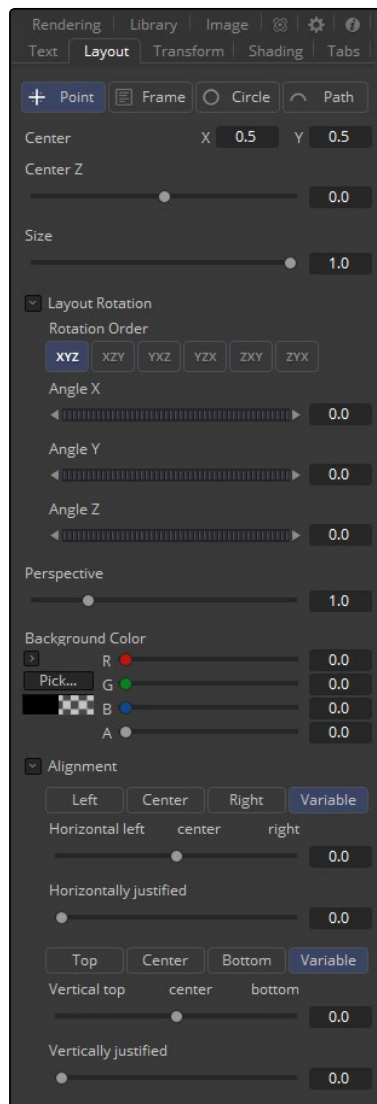 Rendering Library Image
Text Layout Transform Shading Tabs
Point Frame Circle Path
Center X 0.5 Y 0.5
Center Z
0.0
Size
1.0
Layout Rotation
Rotation Order
XYZ XZY YXZ YZX ZXY ZYX
Angle X
0.0
Angle Y
0.0
Angle Z
0.0
Perspective
1.0
Background Color
R 0.0
Pick... G 0.0
B 0.0
A 0.0
Alignment
Left Center Right Variable
Horizontal left center right
0.0
Horizontally justified
0.0
Top Center Bottom Variable
Vertical top center bottom
0.0
Vertically justified
0.0